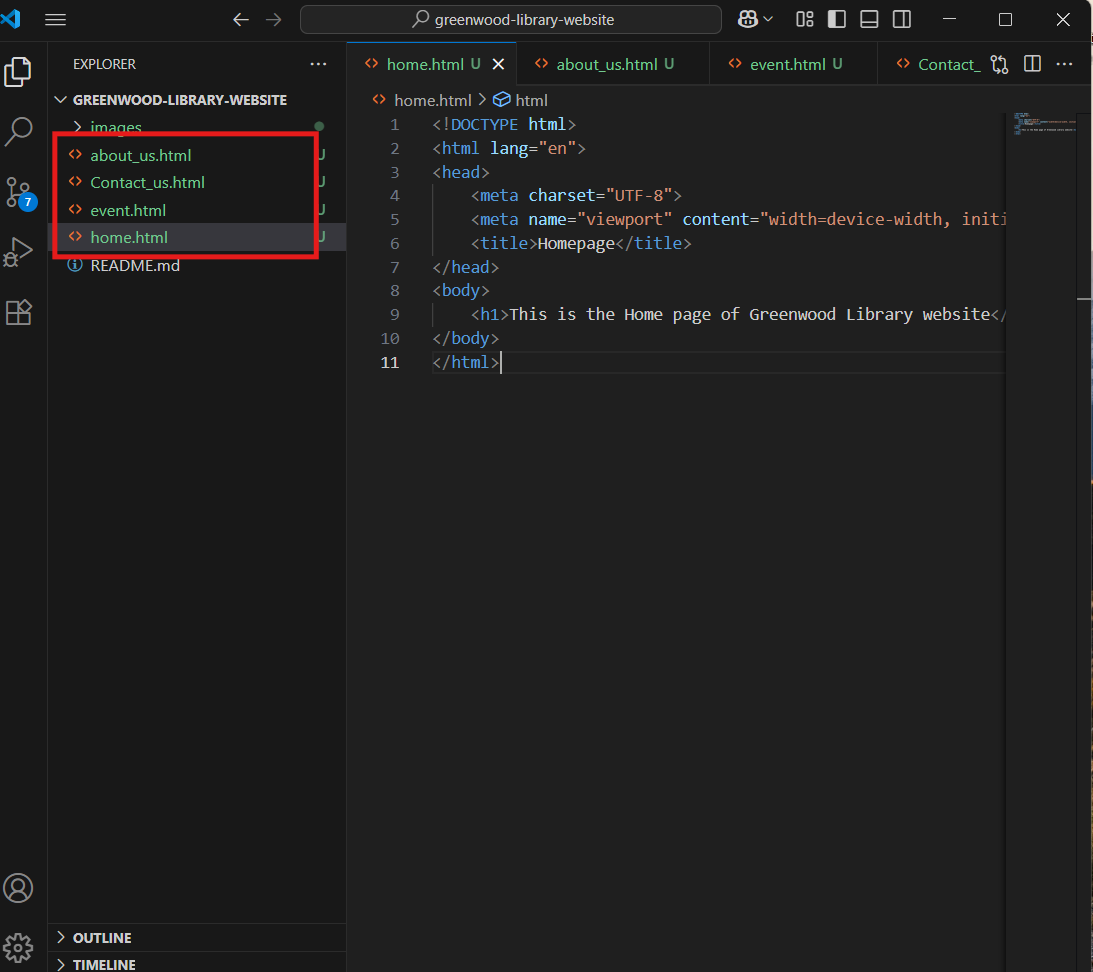 greenwood-library-website
EXPLORER
GREENWOOD-LIBRARY-WEBSITE
images
about_us.html U
Contact_us.html U
event.html U
home.html U
README.md
7
OUTLINE
TIMELINE
home.html U
about_us.html U
event.html U
Contact_
home.html > html
1 <!DOCTYPE html>
2 <html lang="en">
3 <head>
4 <meta charset="UTF-8">
5 <meta name="viewport" content="width=device-width, initi
6 <title>Homepage</title>
7 </head>
8 <body>
9 <h1>This is the Home page of Greenwood Library website</
10 </body>
11 </html>